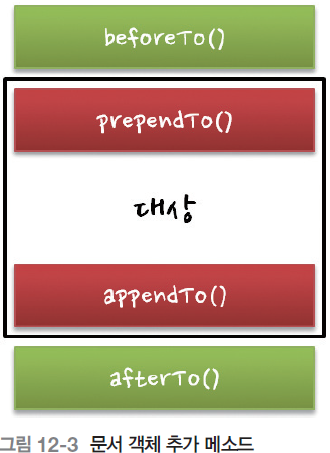 beforeTo()
prependTo()
대상
appendTo()
afterTo()
그림 12-3 문서 객체 추가 메소드